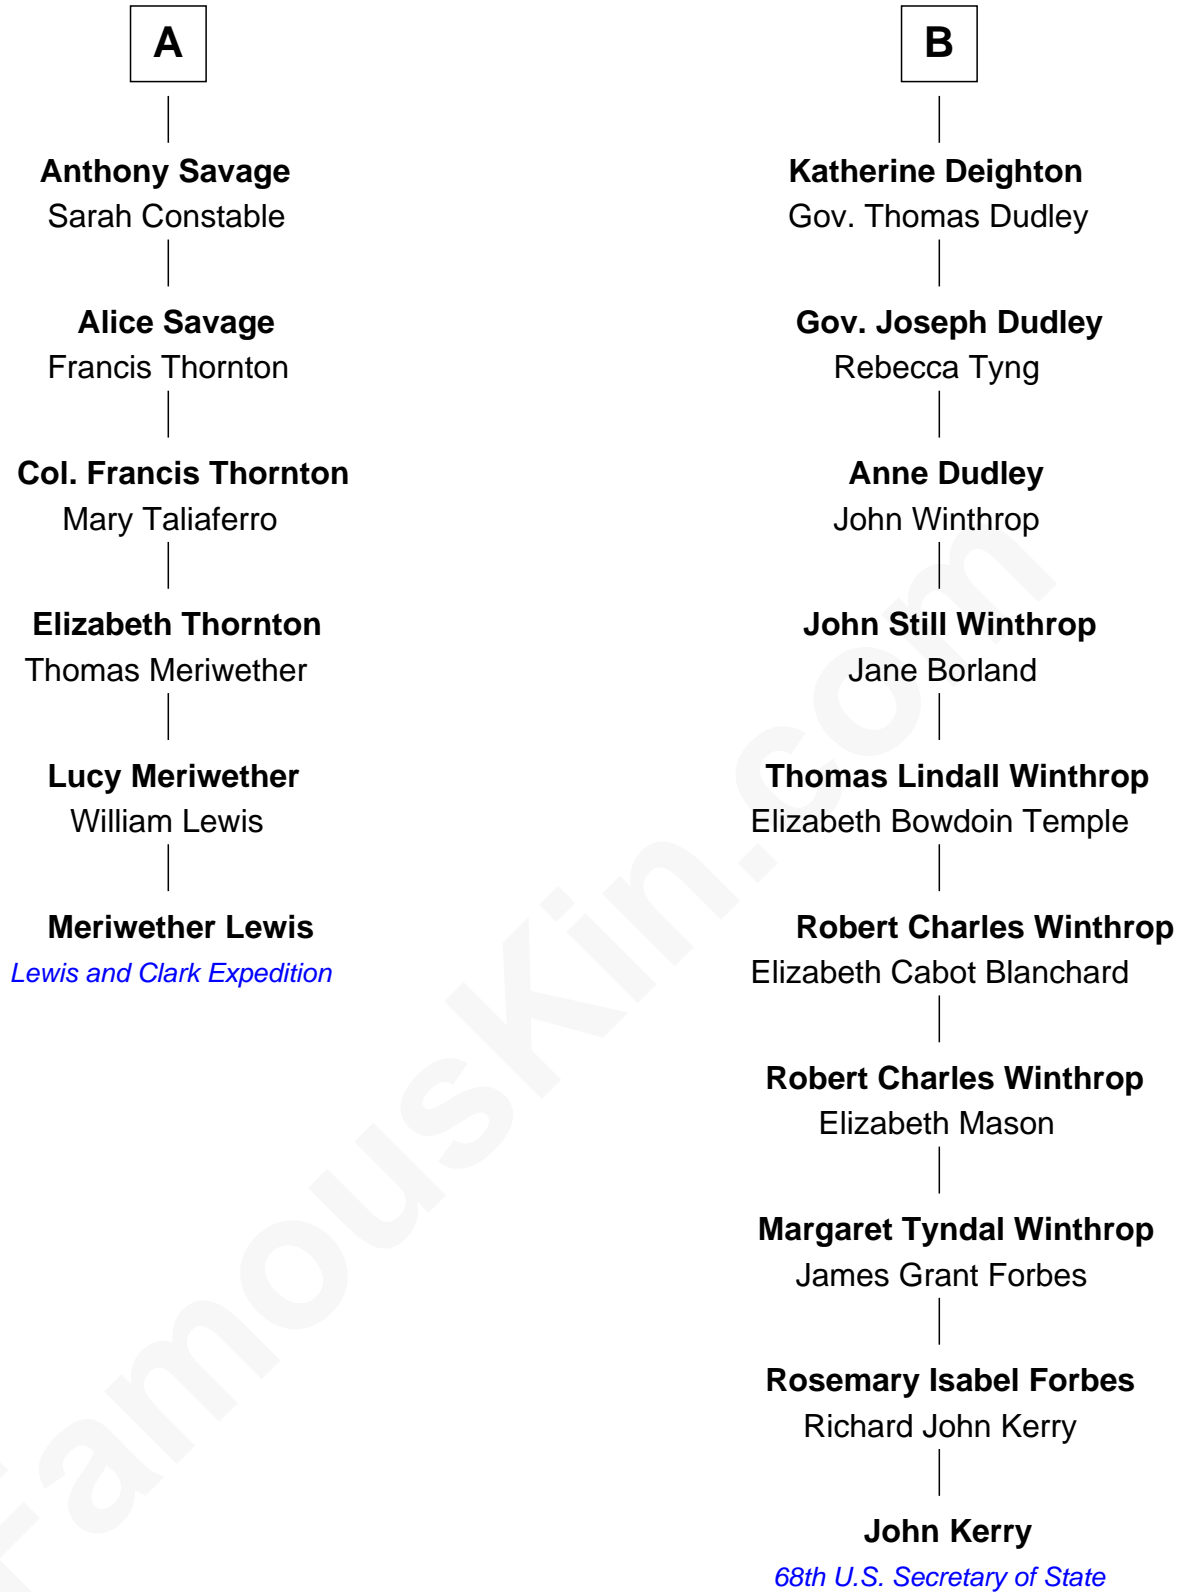 A
Anthony Savage
Sarah Constable
Alice Savage
Francis Thornton
Col. Francis Thornton
Mary Taliaferro
Elizabeth Thornton
Thomas Meriwether
Lucy Meriwether
William Lewis
Meriwether Lewis
Lewis and Clark Expedition
B
Katherine Deighton
Gov. Thomas Dudley
Gov. Joseph Dudley
Rebecca Tyng
Anne Dudley
John Winthrop
John Still Winthrop
Jane Borland
Thomas Lindall Winthrop
Elizabeth Bowdoin Temple
Robert Charles Winthrop
Elizabeth Cabot Blanchard
Robert Charles Winthrop
Elizabeth Mason
Margaret Tyndal Winthrop
James Grant Forbes
Rosemary Isabel Forbes
Richard John Kerry
John Kerry
68th U.S. Secretary of State
FamousKin.com